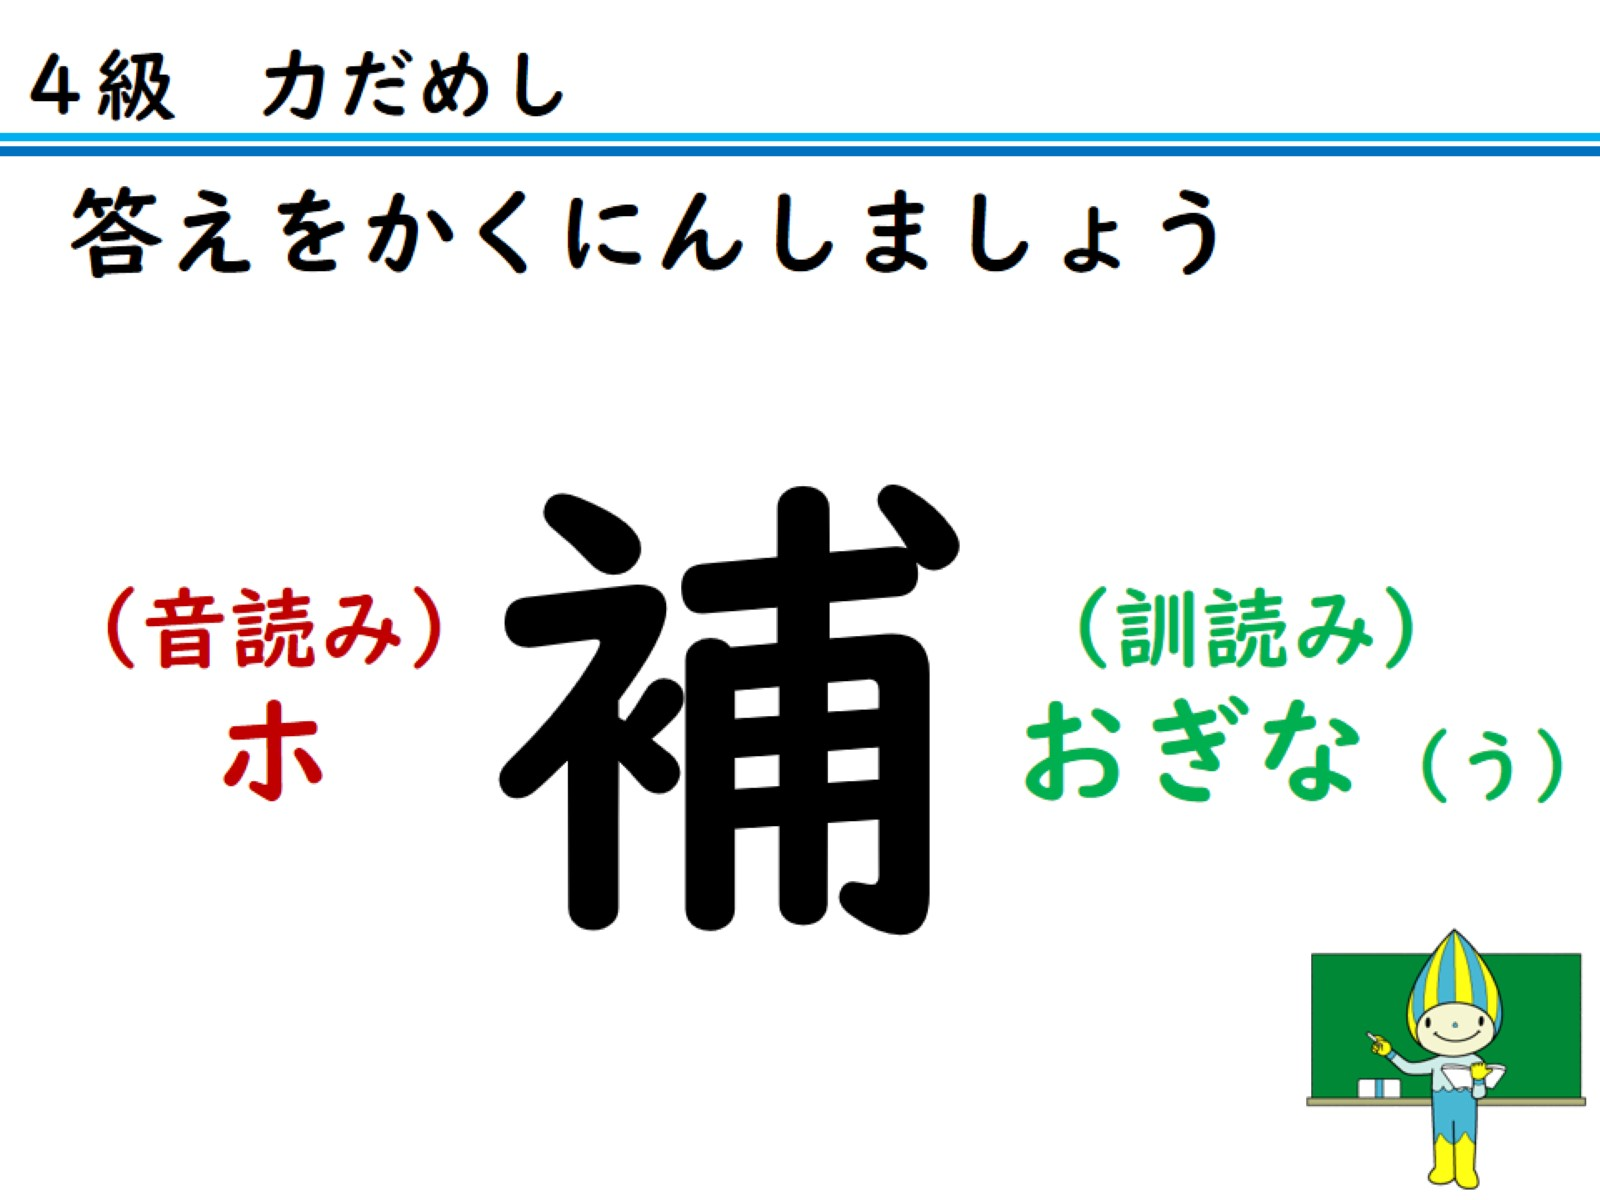 ４級　力だめし
答えをかくにんしましょう
（音読み）
ホ
補
（訓読み）
おぎな（う）